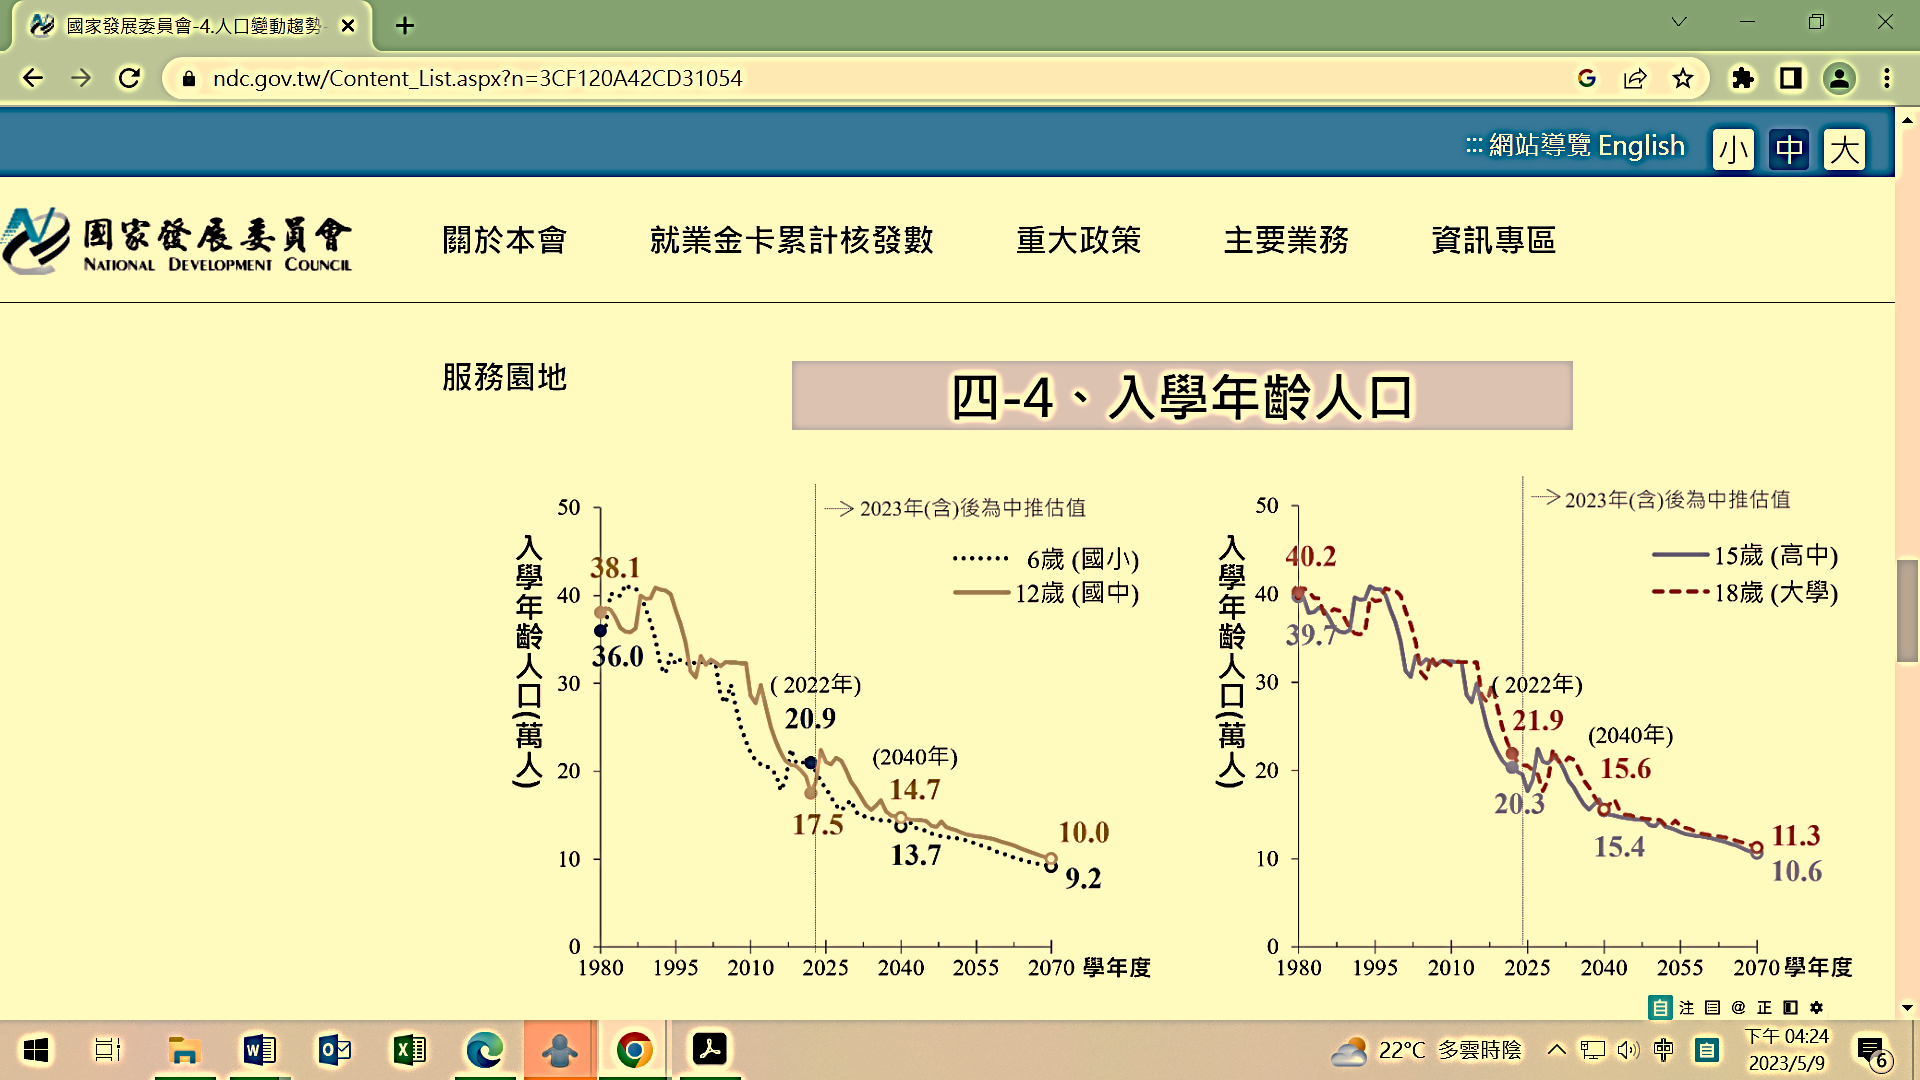 國家發展委員會-4.人口變動趨勢-
ndc.gov.tw/Content_List.aspx?n=3CF120A42CD31054
::: 網站導覽 English 小 中 大
國家發展委員會
NATIONAL DEVELOPMENT COUNCIL
關於本會 就業金卡累計核發數 重大政策 主要業務 資訊專區
服務園地
四-4、入學年齡人口
入學年齡人口(萬人)
50
40
30
20
10
0
2023年(含)後為中推估值
6歲 (國小)
12歲 (國中)
38.1
36.0
( 2022年)
20.9
17.5
(2040年)
14.7
13.7
10.0
9.2
1980 1995 2010 2025 2040 2055 2070 學年度
入學年齡人口(萬人)
50
40
30
20
10
0
2023年(含)後為中推估值
15歲 (高中)
18歲 (大學)
40.2
39.7
( 2022年)
21.9
20.3
(2040年)
15.6
15.4
11.3
10.6
1980 1995 2010 2025 2040 2055 2070 學年度
自 注 @ 正
22°C 多雲時陰 中 自
下午 04:24
2023/5/9
6